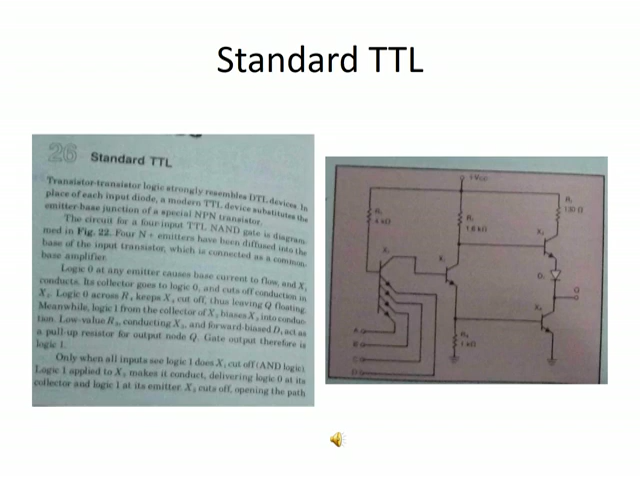 Standard TTL
26 Standard TTL
Transistor-transistor logic strongly resembles DTL devices. In
place of each input diode, a modern TTL device substitutes the
emitter-base junction of a special NPN transistor.
The circuit for a four-input TTL NAND gate is diagram-
med in Fig. 22. Four N+ emitters have been diffused into the
base of the input transistor, which is connected as a common-
base amplifier.
Logic 0 at any emitter causes base current to flow, and X₁
conducts. Its collector goes to logic 0, and cuts off conduction in
X₂. Logic 0 across R₄ keeps X₄ cut off, thus leaving Q floating.
Meanwhile, logic 1 from the collector of X₂ biases X₃ into conduc-
tion. Low-value R₃, conducting X₃, and forward-biased D₁ act as
a pull-up resistor for output node Q. Gate output therefore is
logic 1.
Only when all inputs see logic 1 does X₁ cut off (AND logic).
Logic 1 applied to X₂ makes it conduct, delivering logic 0 at its
collector and logic 1 at its emitter. X₃ cuts off, opening the path
+Vcc
R₁
4 kΩ
1.6 kΩ
130 Ω
X₁
D₁
Q
A
B
C
D
1 kΩ